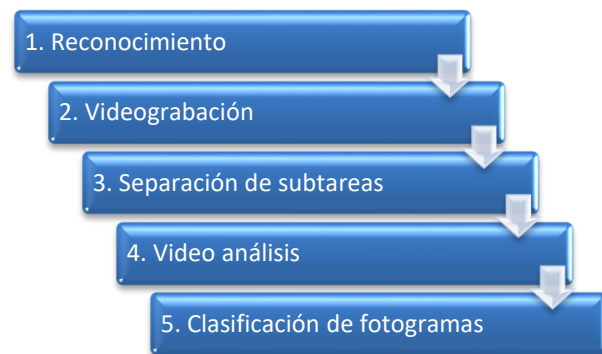 1. Reconocimiento
2. Videograbación
3. Separación de subtareas
4. Video análisis
5. Clasificación de fotogramas